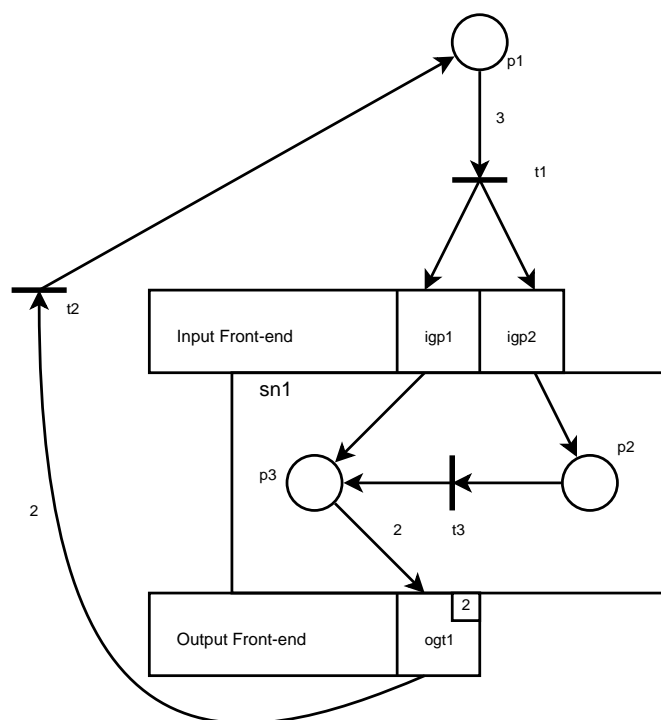 p1
3
t1
t2
Input Front-end
igp1
igp2
sn1
p2
p3
2
2
t3
2
Output Front-end
ogt1